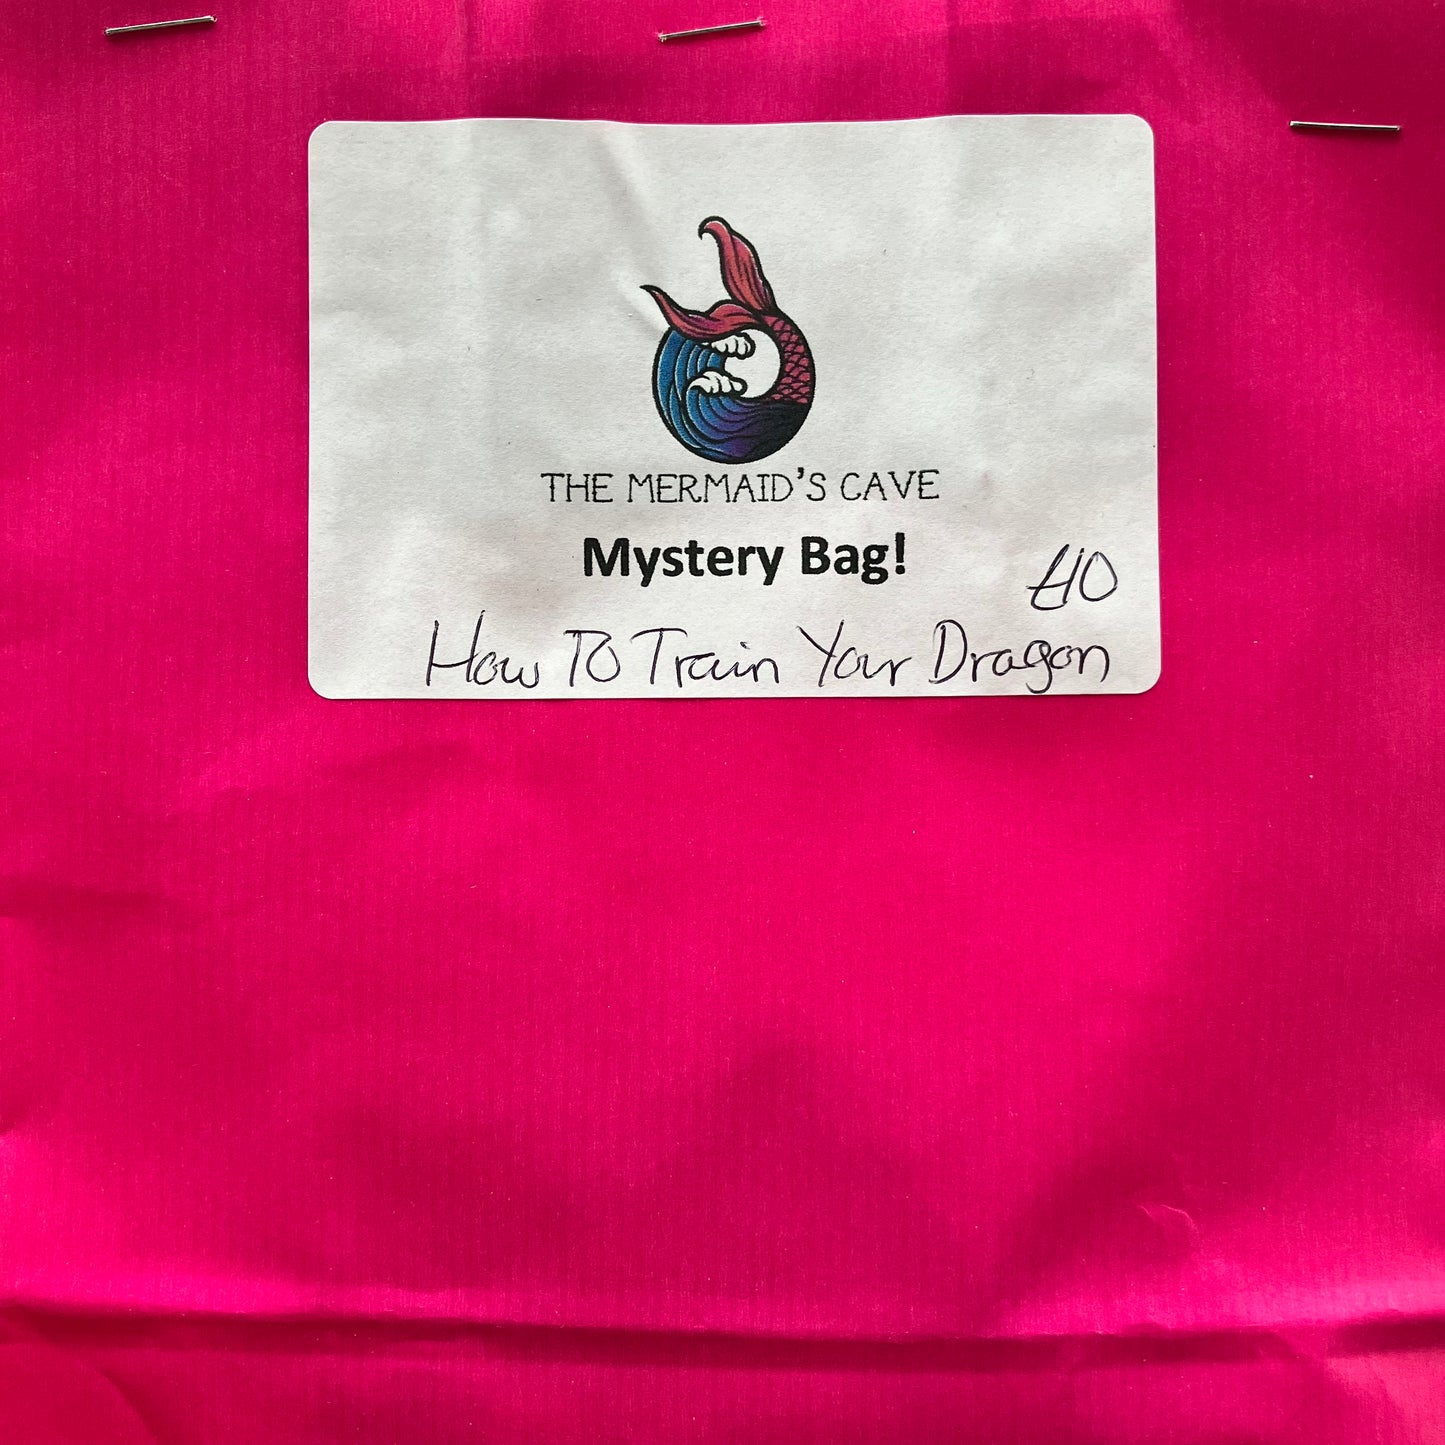 THE MERMAID'S CAVE
Mystery Bag!
£10
How To Train Your Dragon